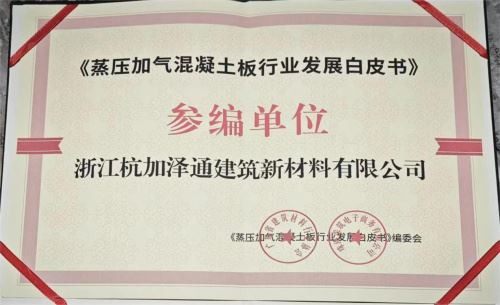 《蒸压加气混凝土板行业发展白皮书》
参编单位
浙江杭加泽通建筑新材料有限公司
《蒸压加气混凝土板行业发展白皮书》编委会